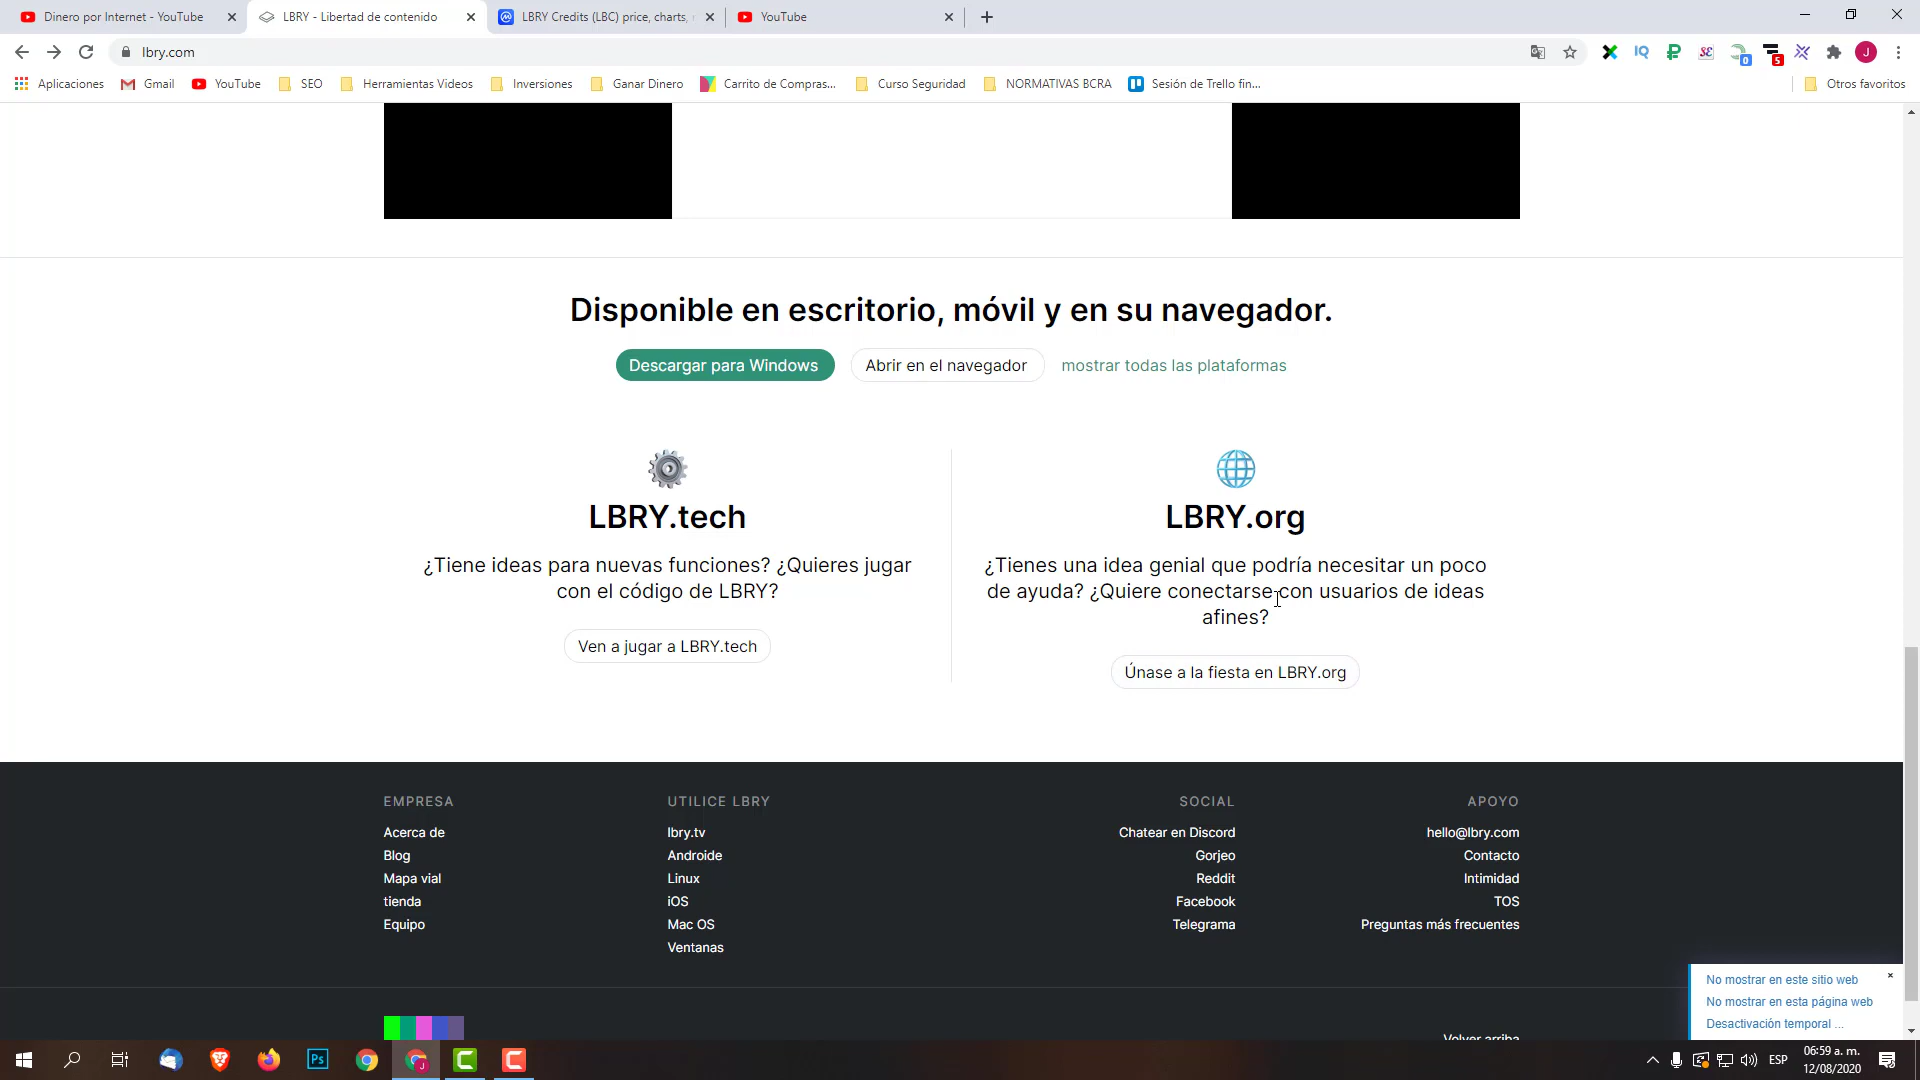 Dinero por Internet - YouTube
LBRY - Libertad de contenido
LBRY Credits (LBC) price, charts,
YouTube
lbry.com
Aplicaciones
Gmail
YouTube
SEO
Herramientas Videos
Inversiones
Ganar Dinero
Carrito de Compras...
Curso Seguridad
NORMATIVAS BCRA
Sesión de Trello fin...
Otros favoritos
Disponible en escritorio, móvil y en su navegador.
Descargar para Windows
Abrir en el navegador
mostrar todas las plataformas
LBRY.tech
¿Tiene ideas para nuevas funciones? ¿Quieres jugar
con el código de LBRY?
Ven a jugar a LBRY.tech
LBRY.org
¿Tienes una idea genial que podría necesitar un poco
de ayuda? ¿Quiere conectarse con usuarios de ideas
afines?
Únase a la fiesta en LBRY.org
EMPRESA
Acerca de
Blog
Mapa vial
tienda
Equipo
UTILICE LBRY
lbry.tv
Androide
Linux
iOS
Mac OS
Ventanas
SOCIAL
Chatear en Discord
Gorjeo
Reddit
Facebook
Telegrama
APOYO
hello@lbry.com
Contacto
Intimidad
TOS
Preguntas más frecuentes
Volver arriba
No mostrar en este sitio web
No mostrar en esta página web
Desactivación temporal ...
ESP
06:59 a. m.
12/08/2020